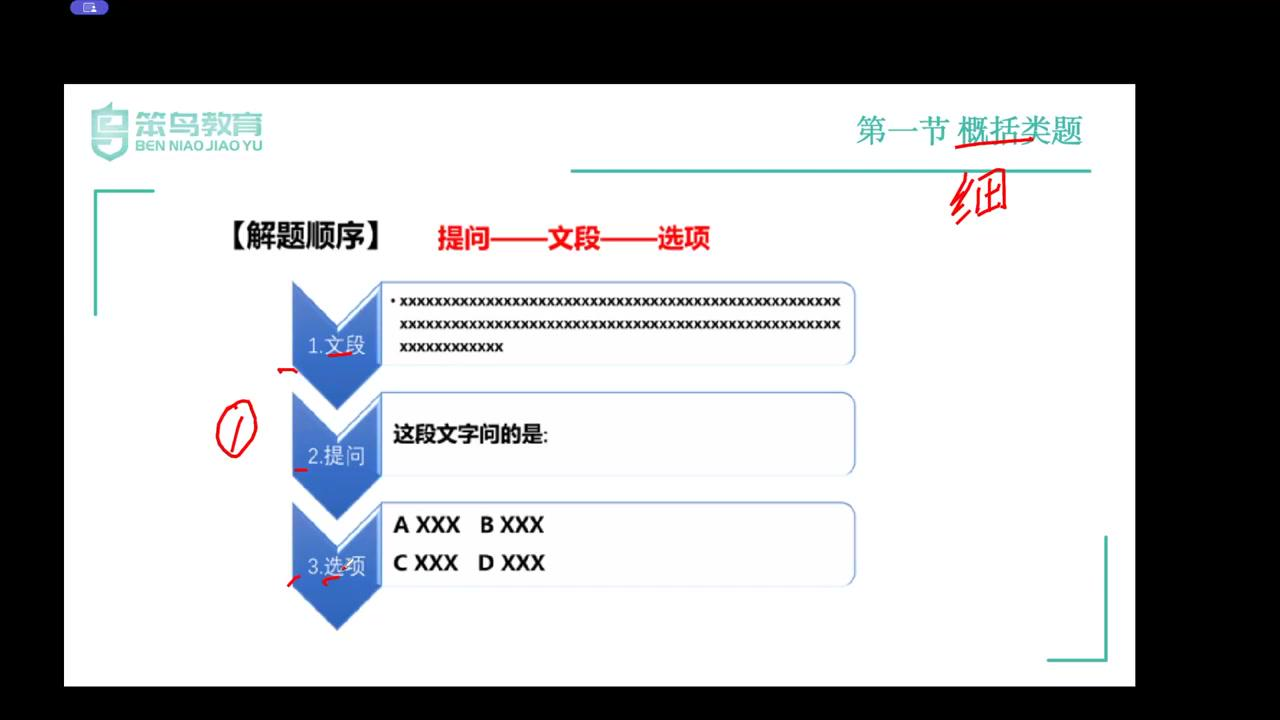 笨鸟教育
BEN NIAO JIAO YU
第一节 概括类题
细
【解题顺序】 提问——文段——选项
1.文段
• xxxxxxxxxxxxxxxxxxxxxxxxxxxxxxxxxxxxxxxxxxxxxxxxxxx
xxxxxxxxxxxxxxxxxxxxxxxxxxxxxxxxxxxxxxxxxxxxxxxxxxx
xxxxxxxxxxxx
①
2.提问
这段文字问的是:
3.选项
A XXX B XXX
C XXX D XXX